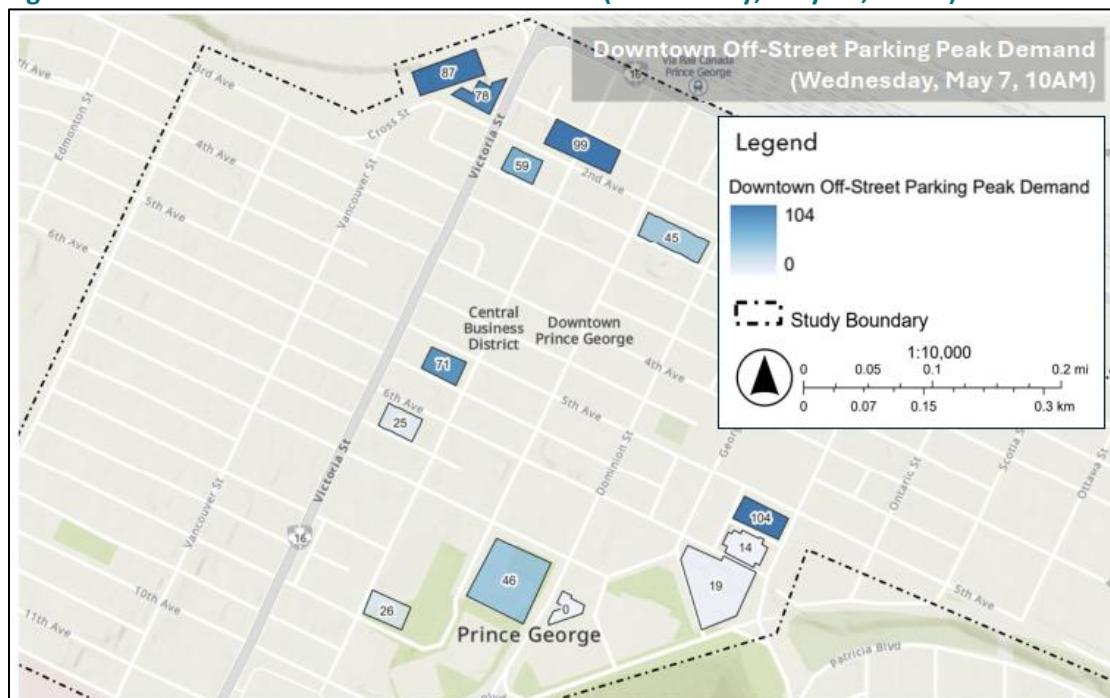 Downtown Off-Street Parking Peak Demand
(Wednesday, May 7, 10AM)
Via Rail Canada
Prince George
16
Legend
Downtown Off-Street Parking Peak Demand
104
0
Study Boundary
1:10,000
0 0.05 0.1 0.2 mi
0 0.07 0.15 0.3 km
3rd Ave
Edmonton St
4th Ave
5th Ave
6th Ave
Cross St
Vancouver St
Victoria St
87
78
99
59
2nd Ave
45
Central
Business
District
Downtown
Prince George
71
6th Ave
25
4th Ave
5th Ave
Dominion St
Ontario St
Scotia St
Ottawa St
Victoria St
Vancouver St
16
104
14
19
46
0
26
10th Ave
11th Ave
Prince George
5th Ave
Patricia Blvd